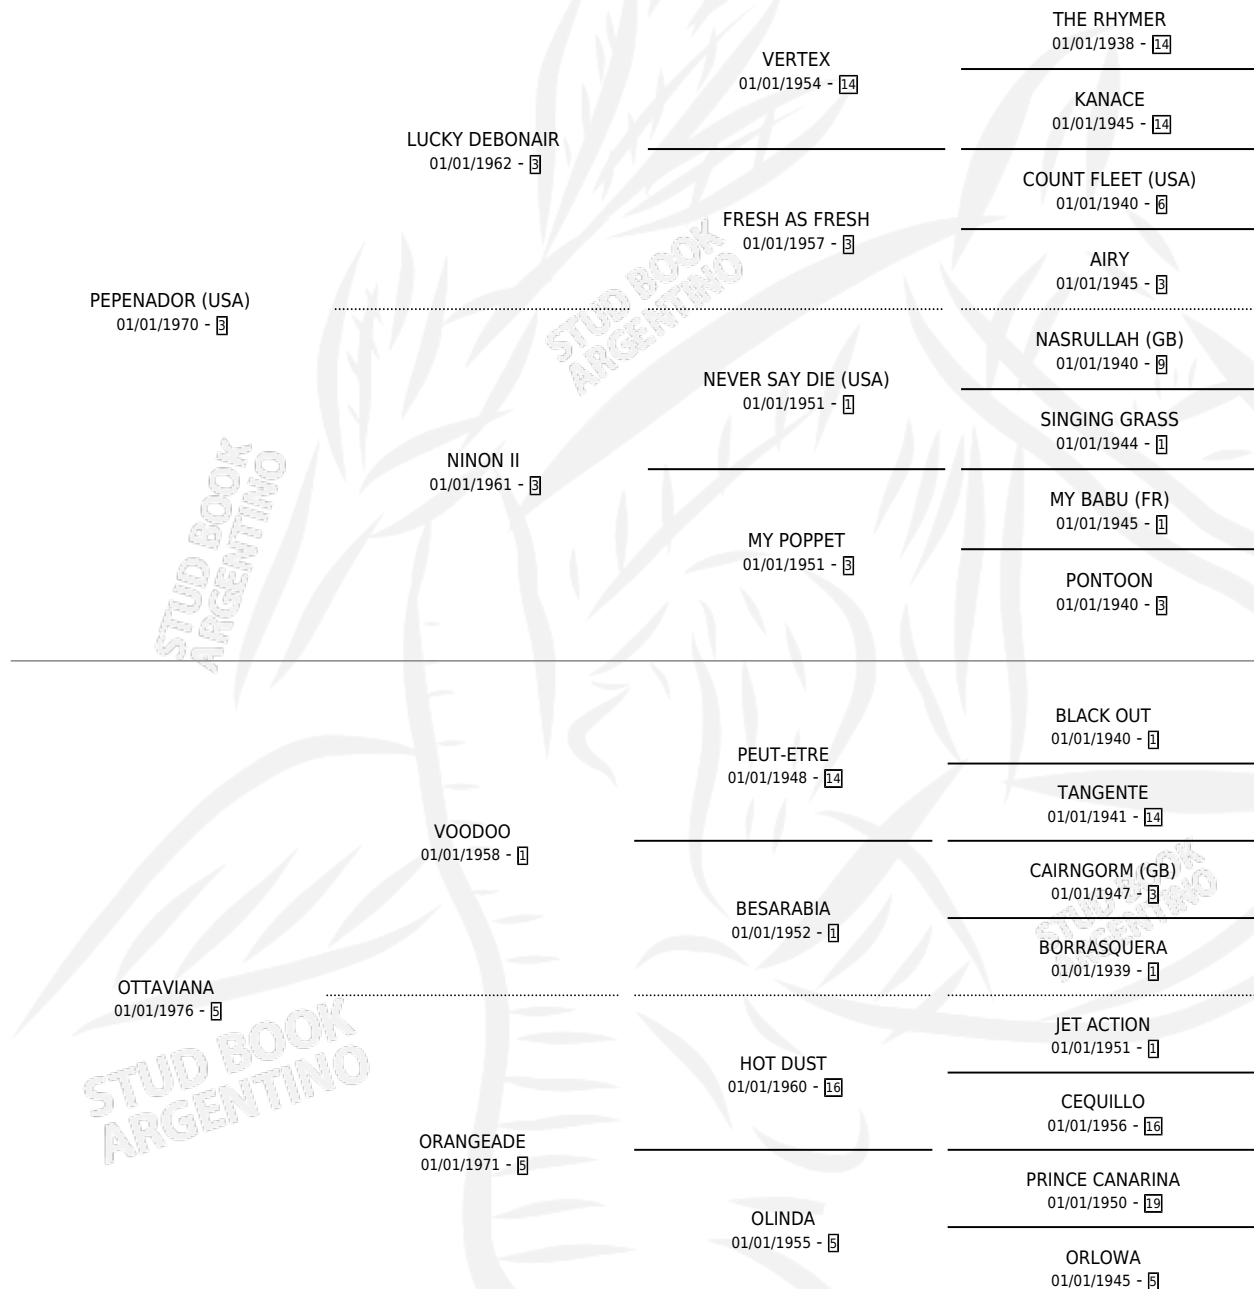 THE RHYMER
01/01/1938 - 14
VERTEX
01/01/1954 - 14
KANACE
01/01/1945 - 14
LUCKY DEBONAIR
01/01/1962 - 3
COUNT FLEET (USA)
01/01/1940 - 6
FRESH AS FRESH
01/01/1957 - 3
AIRY
01/01/1945 - 3
PEPENADOR (USA)
01/01/1970 - 3
NASRULLAH (GB)
01/01/1940 - 9
NEVER SAY DIE (USA)
01/01/1951 - 1
SINGING GRASS
01/01/1944 - 1
NINON II
01/01/1961 - 3
MY BABU (FR)
01/01/1945 - 1
MY POPPET
01/01/1951 - 3
PONTOON
01/01/1940 - 3
BLACK OUT
01/01/1940 - 1
PEUT-ETRE
01/01/1948 - 14
TANGENTE
01/01/1941 - 14
VOODOO
01/01/1958 - 1
CAIRNGORM (GB)
01/01/1947 - 3
BESARABIA
01/01/1952 - 1
BORRASQUERA
01/01/1939 - 1
OTTAVIANA
01/01/1976 - 5
JET ACTION
01/01/1951 - 1
HOT DUST
01/01/1960 - 16
CEQUILLO
01/01/1956 - 16
ORANGEADE
01/01/1971 - 5
PRINCE CANARINA
01/01/1950 - 19
OLINDA
01/01/1955 - 5
ORLOWA
01/01/1945 - 5
STUD BOOK
ARGENTINO
STUD BOOK
ARGENTINO
STUD BOOK
ARGENTINO
STUD BOOK
ARGENTINO